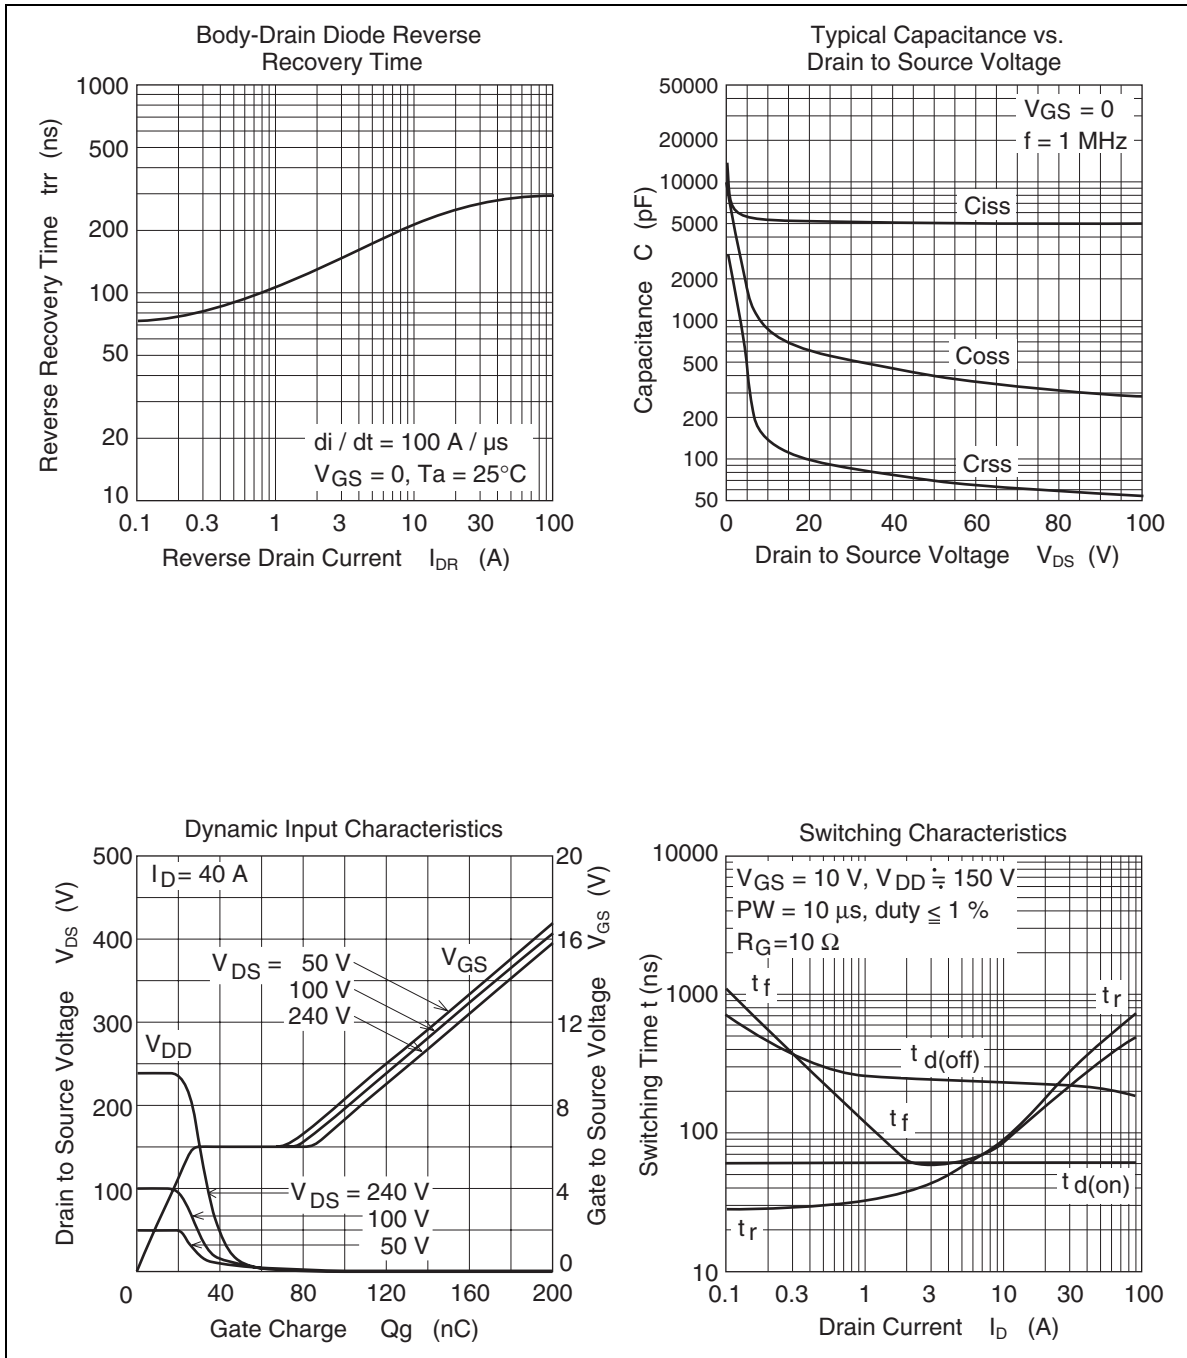 Body-Drain Diode Reverse
Recovery Time
1000
500
200
100
50
20
10
Reverse Recovery Time trr (ns)
di / dt = 100 A / μs
VGS = 0, Ta = 25°C
0.1 0.3 1 3 10 30 100
Reverse Drain Current IDR (A)
Typical Capacitance vs.
Drain to Source Voltage
50000
20000
10000
5000
2000
1000
500
200
100
50
Capacitance C (pF)
VGS = 0
f = 1 MHz
Ciss
Coss
Crss
0 20 40 60 80 100
Drain to Source Voltage VDS (V)
Dynamic Input Characteristics
500
400
300
200
100
0
Drain to Source Voltage VDS (V)
ID = 40 A
VDS = 50 V
100 V
240 V
VGS
VDD
VDS = 240 V
100 V
50 V
20
16
12
8
4
0
Gate to Source Voltage VGS (V)
40 80 120 160 200
Gate Charge Qg (nC)
Switching Characteristics
10000
1000
100
10
Switching Time t (ns)
VGS = 10 V, VDD ≒ 150 V
PW = 10 μs, duty ≦ 1 %
RG=10 Ω
tf
tr
td(off)
tf
td(on)
tr
0.1 0.3 1 3 10 30 100
Drain Current ID (A)